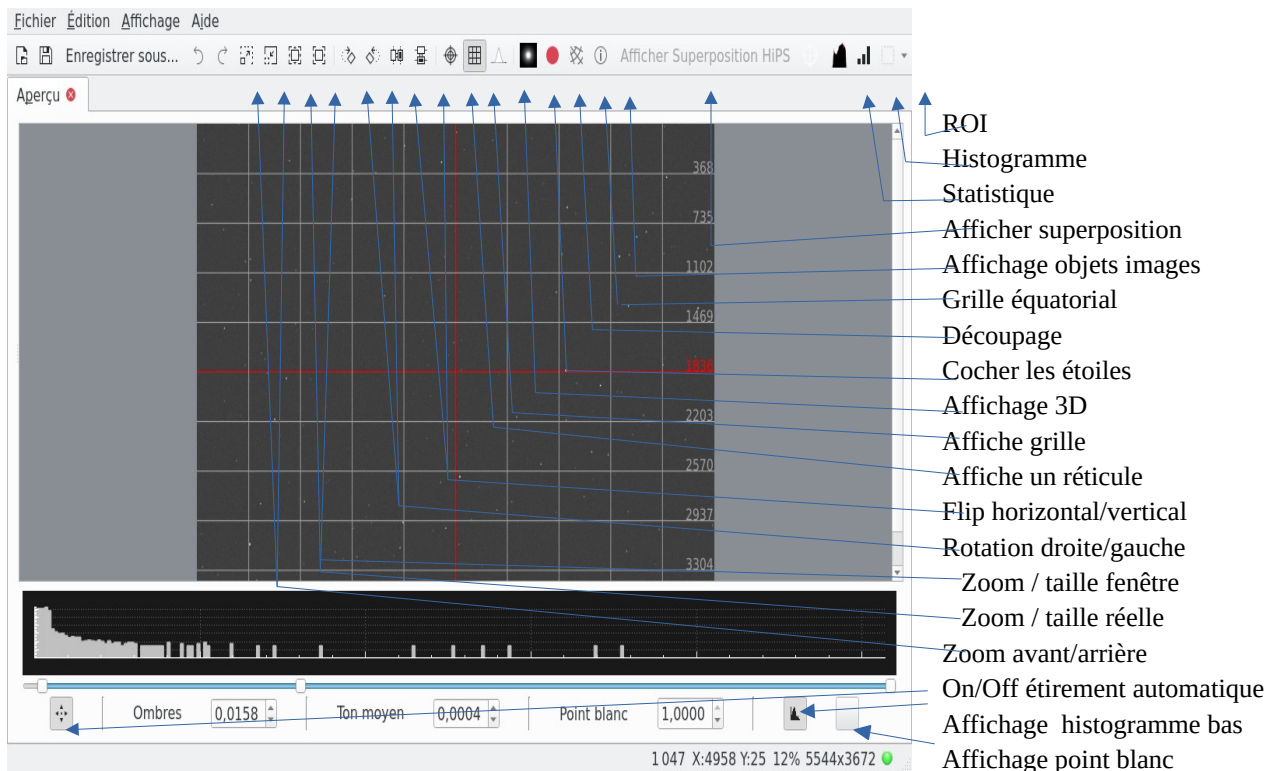 Fichier Édition Affichage Aide
Enregistrer sous... Afficher Superposition HiPS
Aperçu
ROI
Histogramme
Statistique
Afficher superposition
Affichage objets images
Grille équatorial
Découpage
Cocher les étoiles
Affichage 3D
Affiche grille
Affiche un réticule
Flip horizontal/vertical
Rotation droite/gauche
Zoom / taille fenêtre
Zoom / taille réelle
Zoom avant/arrière
On/Off étirement automatique
Affichage histogramme bas
Affichage point blanc
368
735
1102
1469
1836
2203
2570
2937
3304
Ombres 0,0158 Ton moyen 0,0004 Point blanc 1,0000
1 047 X:4958 Y:25 12% 5544x3672